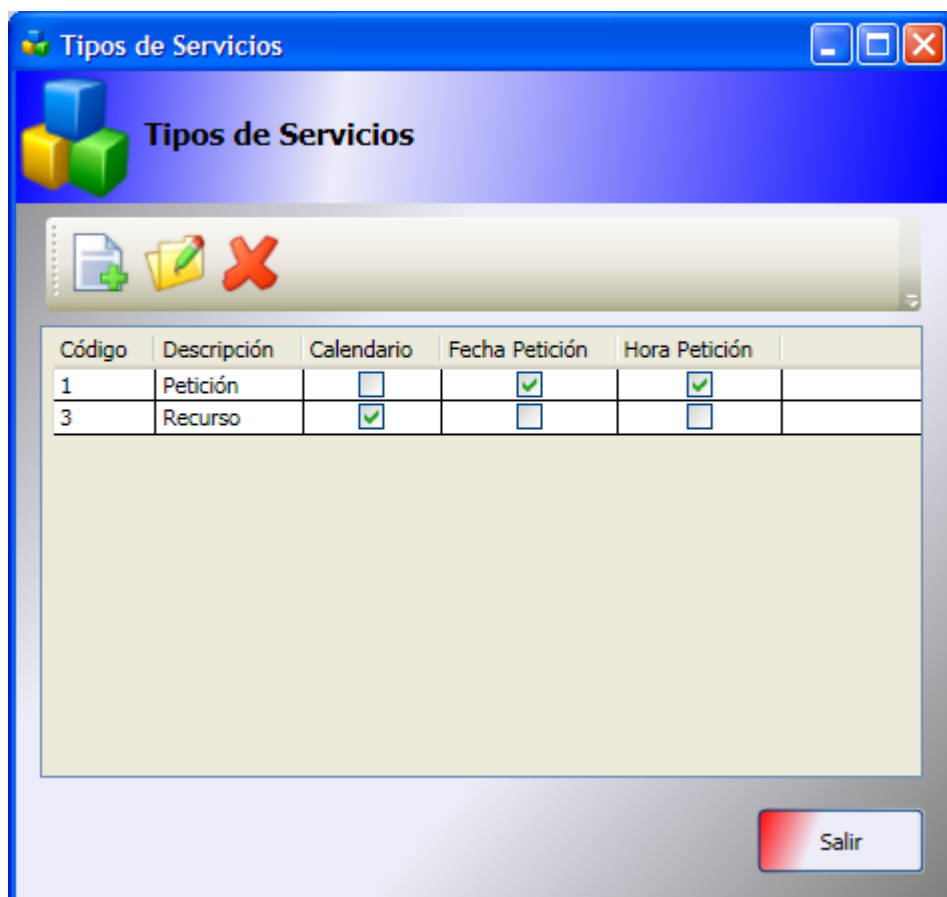 Tipos de Servicios
Tipos de Servicios
Código Descripción Calendario Fecha Petición Hora Petición
1 Petición
3 Recurso
Salir